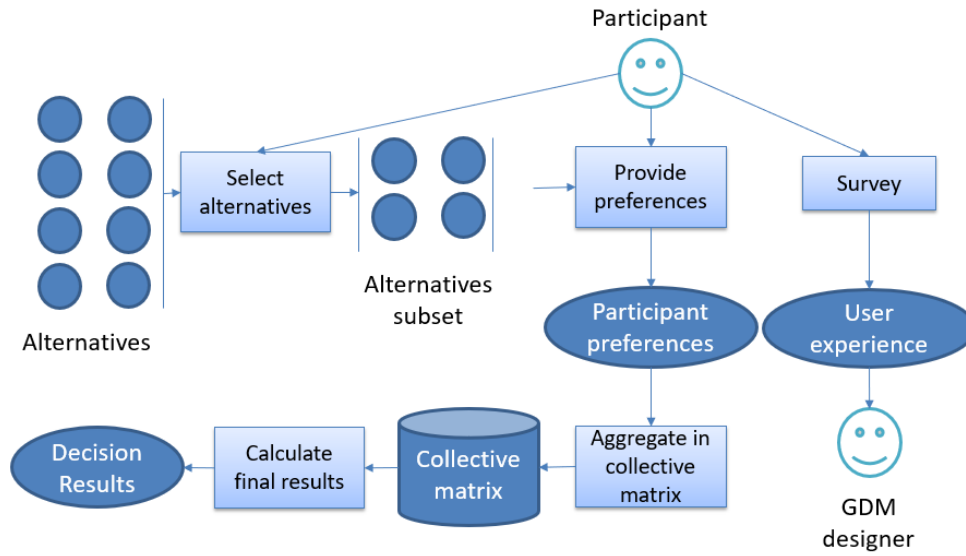 Participant
Select
alternatives
Provide
preferences
Survey
Alternatives
subset
Alternatives
Participant
preferences
User
experience
Decision
Results
Calculate
final results
Collective
matrix
Aggregate in
collective
matrix
GDM
designer